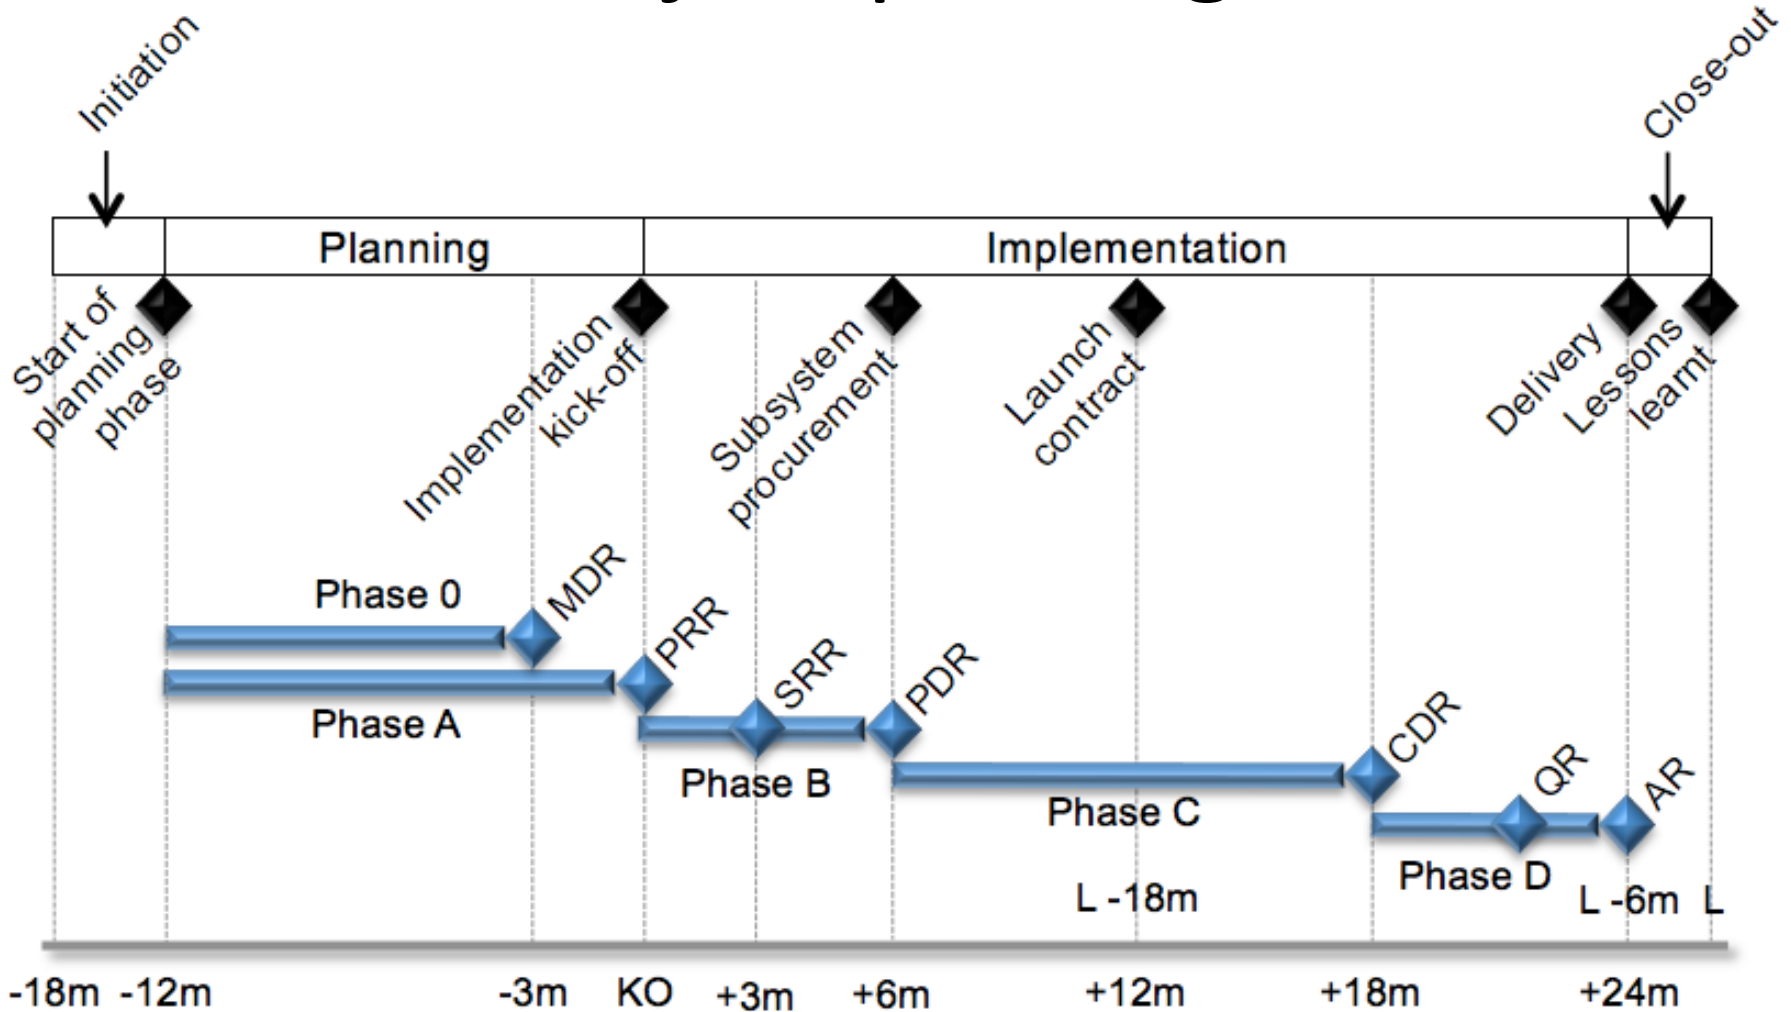 Initiation
Close-out
Planning
Implementation
Start of
planning
phase
Implementation
kick-off
Subsystem
procurement
Launch
contract
Delivery
Lessons
learnt
Phase 0
MDR
PRR
Phase A
SRR
PDR
Phase B
CDR
Phase C
QR
AR
Phase D
L -18m
L -6m
L
-18m
-12m
-3m
KO
+3m
+6m
+12m
+18m
+24m